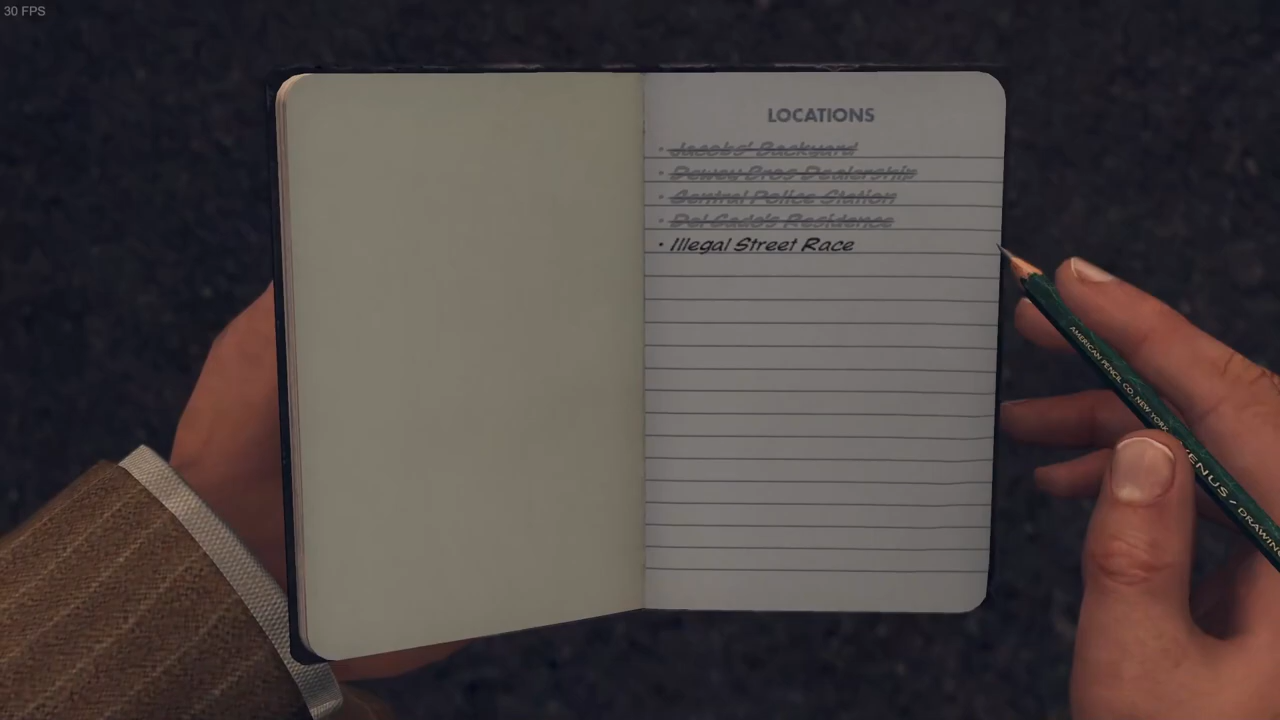 30 FPS
LOCATIONS
• Jacobs' Backyard
• Dewey Bros Dealership
• Central Police Station
• Del Gado's Residence
• Illegal Street Race
AMERICAN PENCIL CO. NEW YORK
VENUS / DRAWING